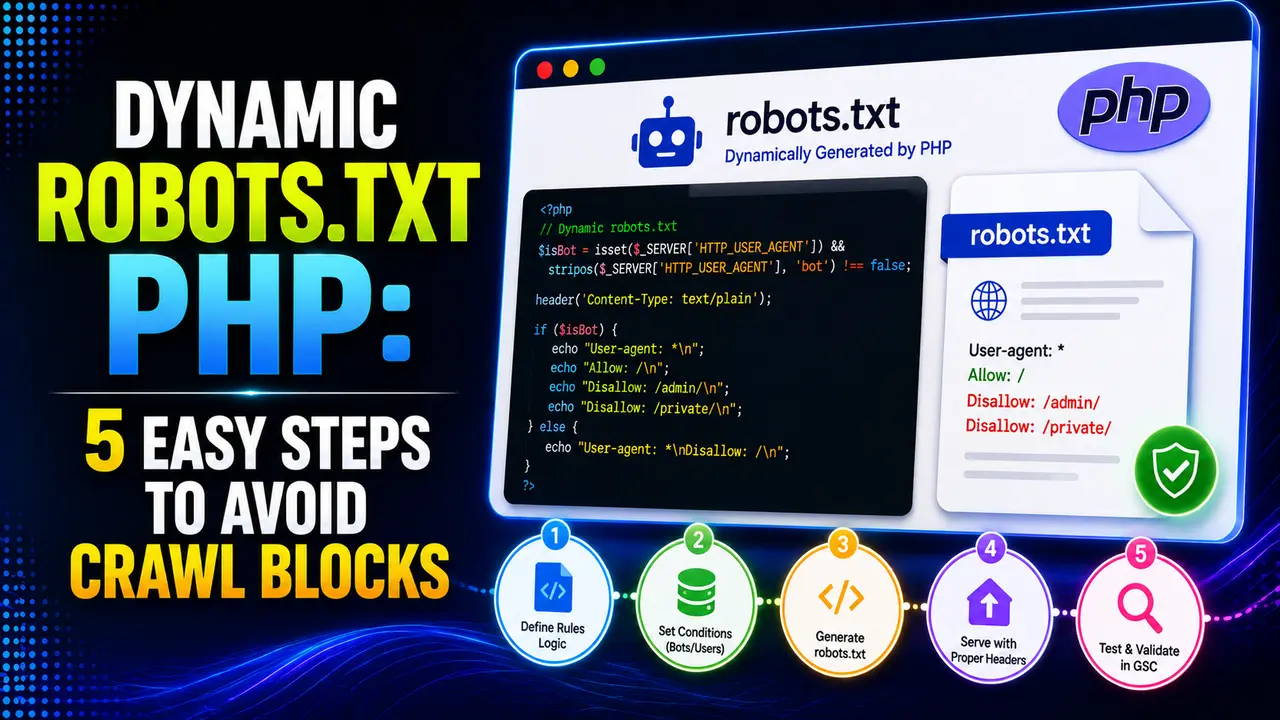 DYNAMIC
ROBOTS.TXT
PHP:
5 EASY STEPS
TO AVOID
CRAWL BLOCKS
robots.txt
Dynamically Generated by PHP
php
<?php
// Dynamic robots.txt
$isBot = isset($_SERVER['HTTP_USER_AGENT']) &&
stripos($_SERVER['HTTP_USER_AGENT'], 'bot') !== false;
header('Content-Type: text/plain');
if ($isBot) {
echo "User-agent: *\n";
echo "Allow: /\n";
echo "Disallow: /admin/\n";
echo "Disallow: /private/\n";
} else {
echo "User-agent: *\nDisallow: /\n";
}
?>
robots.txt
User-agent: *
Allow: /
Disallow: /admin/
Disallow: /private/
1
</>
Define Rules
Logic
2
Set Conditions
(Bots/Users)
3
</>
Generate
robots.txt
4
Serve with
Proper Headers
5
Test & Validate
in GSC